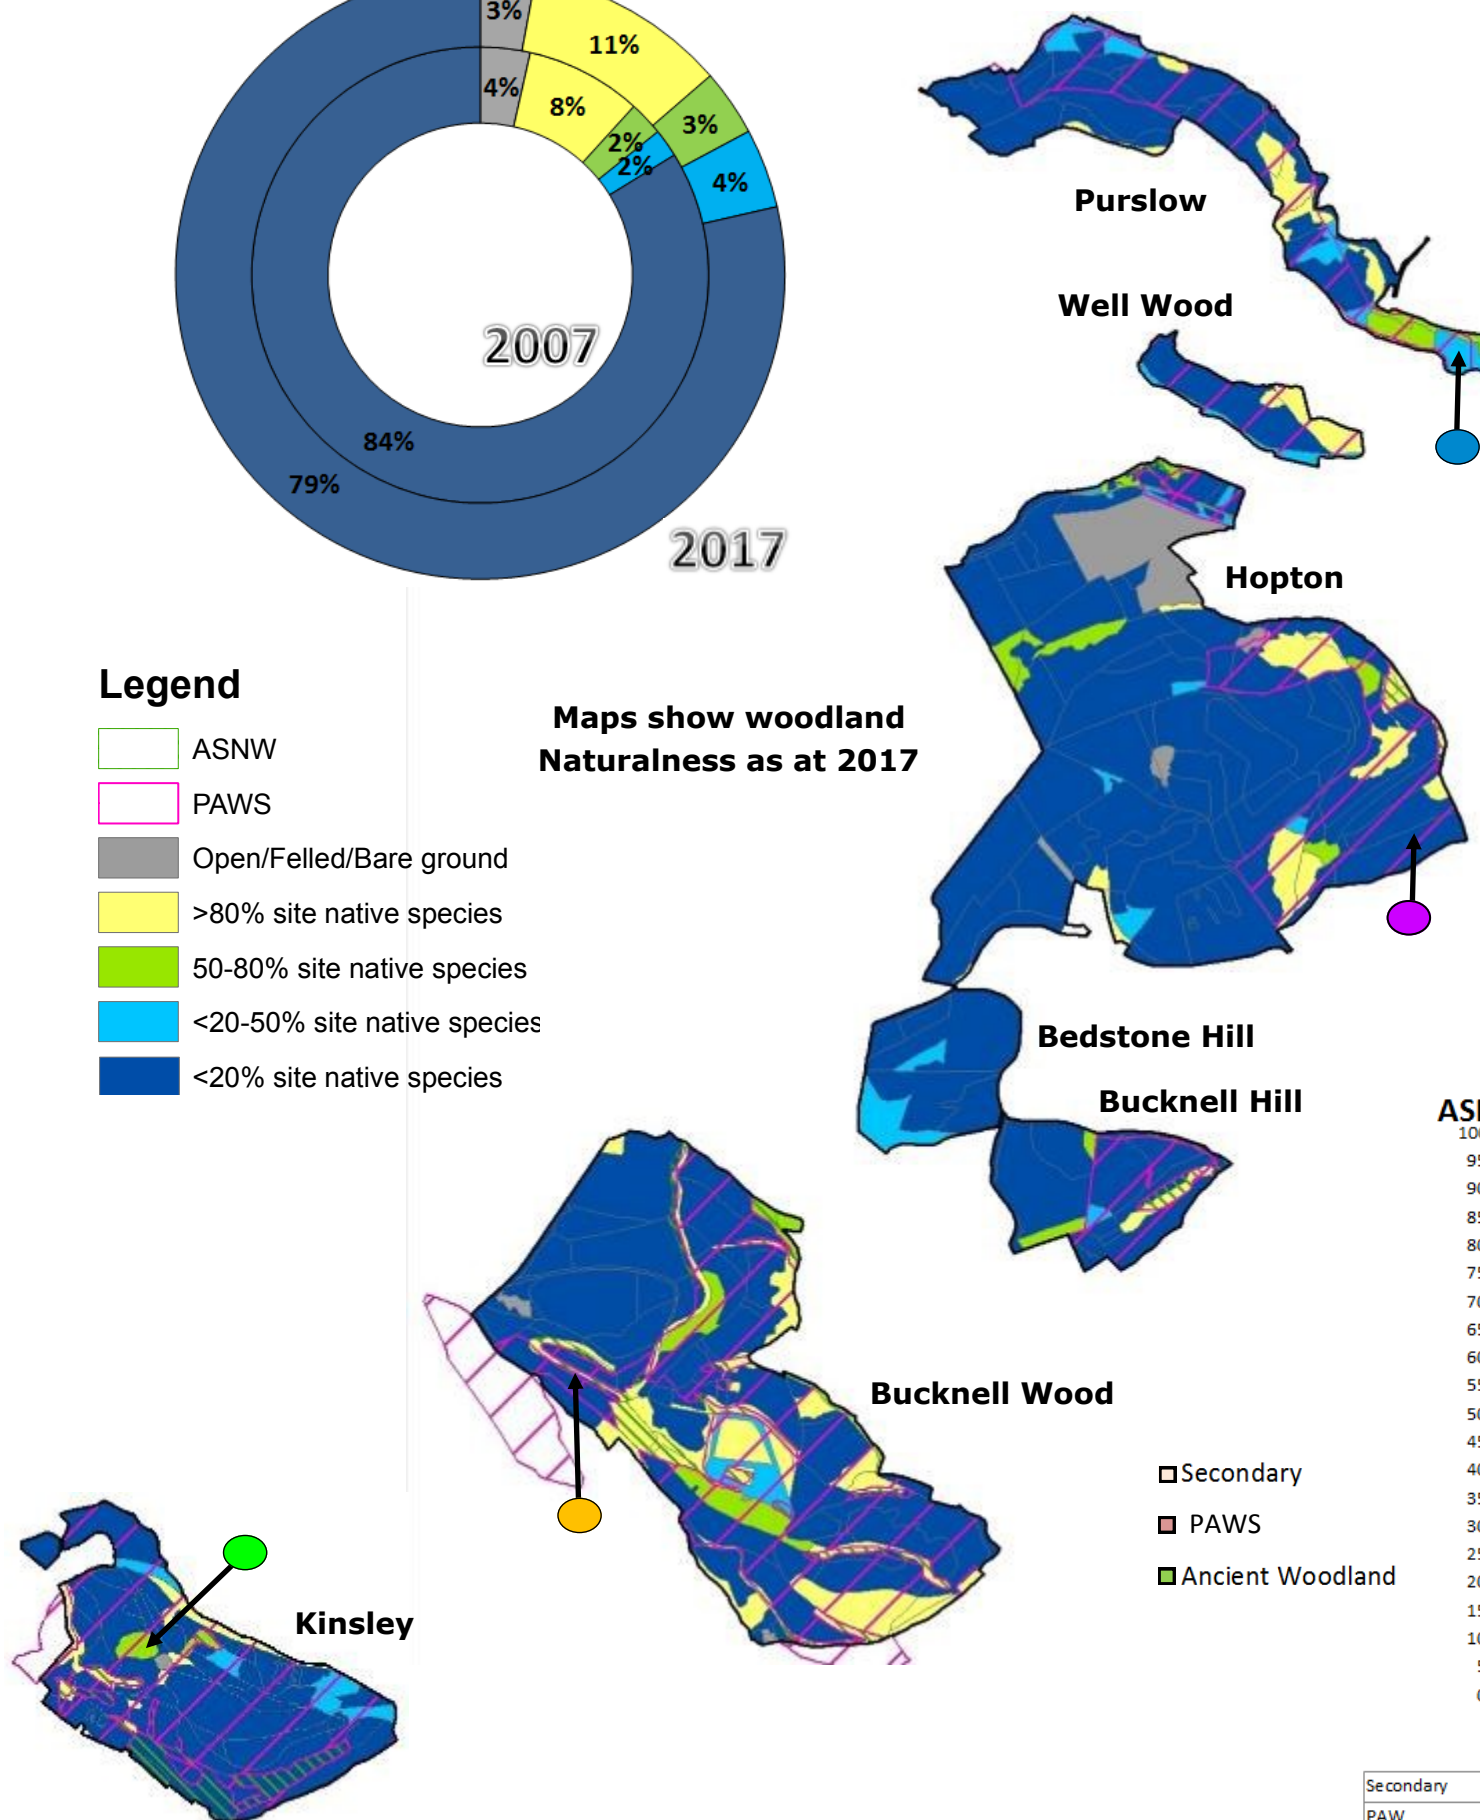 3%
11%
4%
8%
3%
2%
2%
4%
2007
84%
79%
2017
Purslow
Well Wood
Hopton
Legend
ASNW
PAWS
Open/Felled/Bare ground
>80% site native species
50-80% site native species
<20-50% site native species
<20% site native species
Maps show woodland
Naturalness as at 2017
Bedstone Hill
Bucknell Hill
Bucknell Wood
Kinsley
Secondary
PAWS
Ancient Woodland
Secondary
PAW